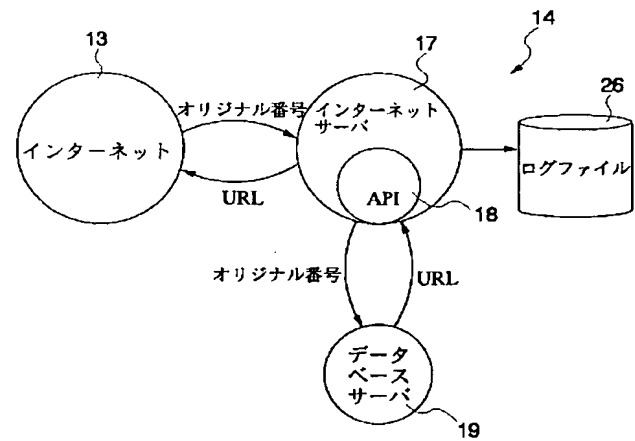 14
13
17
26
オリジナル番号
インターネット
サーバ
インターネット
ログファイル
URL
API
18
オリジナル番号
URL
データ
ベース
サーバ
19